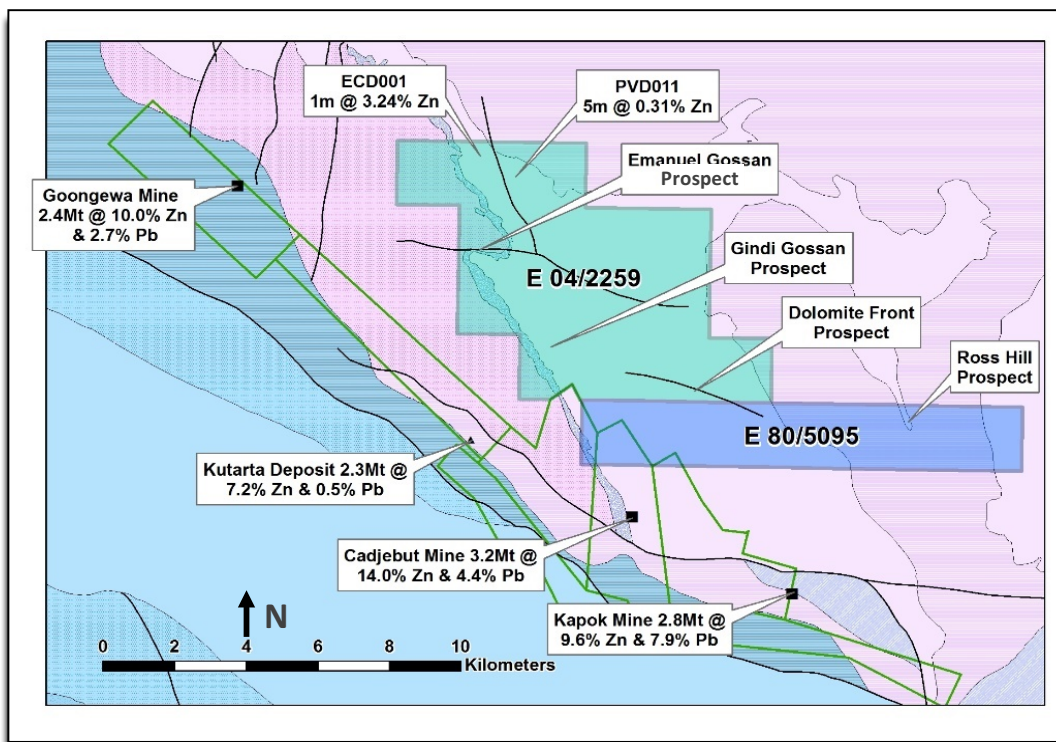 ECD001
1m @ 3.24% Zn
PVD011
5m @ 0.31% Zn
Emanuel Gossan
Prospect
Goongewa Mine
2.4Mt @ 10.0% Zn
& 2.7% Pb
Gindi Gossan
Prospect
E 04/2259
Dolomite Front
Prospect
Ross Hill
Prospect
E 80/5095
Kutarta Deposit 2.3Mt @
7.2% Zn & 0.5% Pb
Cadjebut Mine 3.2Mt @
14.0% Zn & 4.4% Pb
Kapok Mine 2.8Mt @
9.6% Zn & 7.9% Pb
N
0 2 4 6 8 10
Kilometers